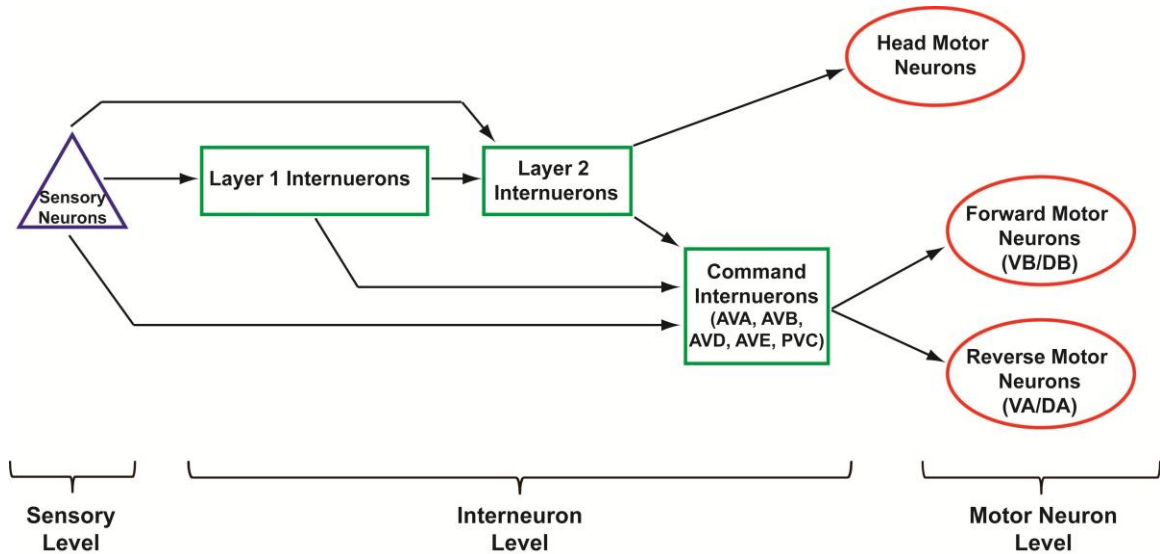 Head Motor
Neurons
Sensory
Neurons
Layer 1 Internuerons
Layer 2
Internuerons
Command
Internuerons
(AVA, AVB,
AVD, AVE, PVC)
Forward Motor
Neurons
(VB/DB)
Reverse Motor
Neurons
(VA/DA)
Sensory
Level
Interneuron
Level
Motor Neuron
Level